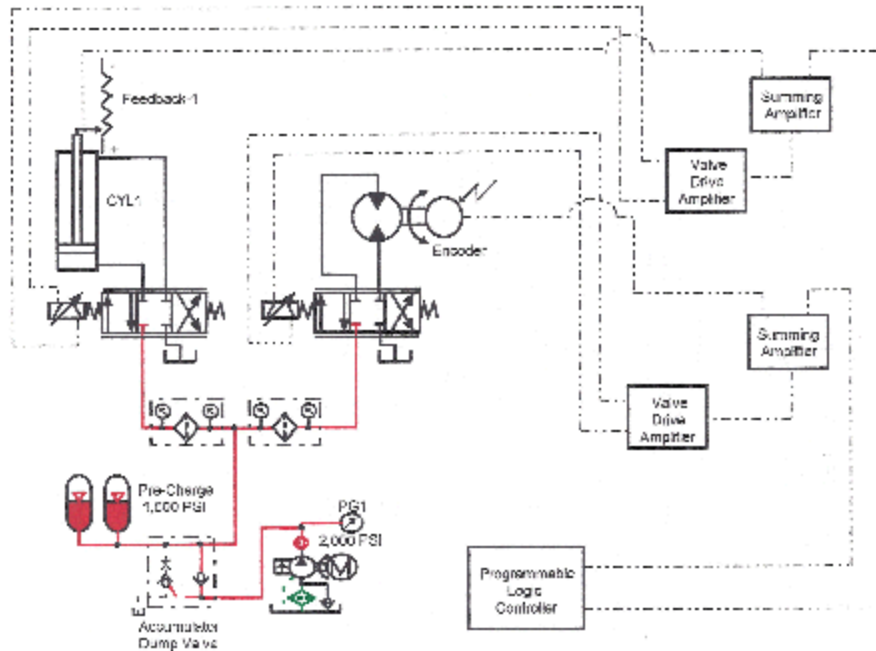 Feedback-1
Summing
Amplifier
Valve
Drive
Amplifier
CYL1
Encoder
Summing
Amplifier
Valve
Drive
Amplifier
Pre-Charge
1,000 PSI
PG1
2,000 PSI
Programmable
Logic
Controller
Accumulator
Dump Valve